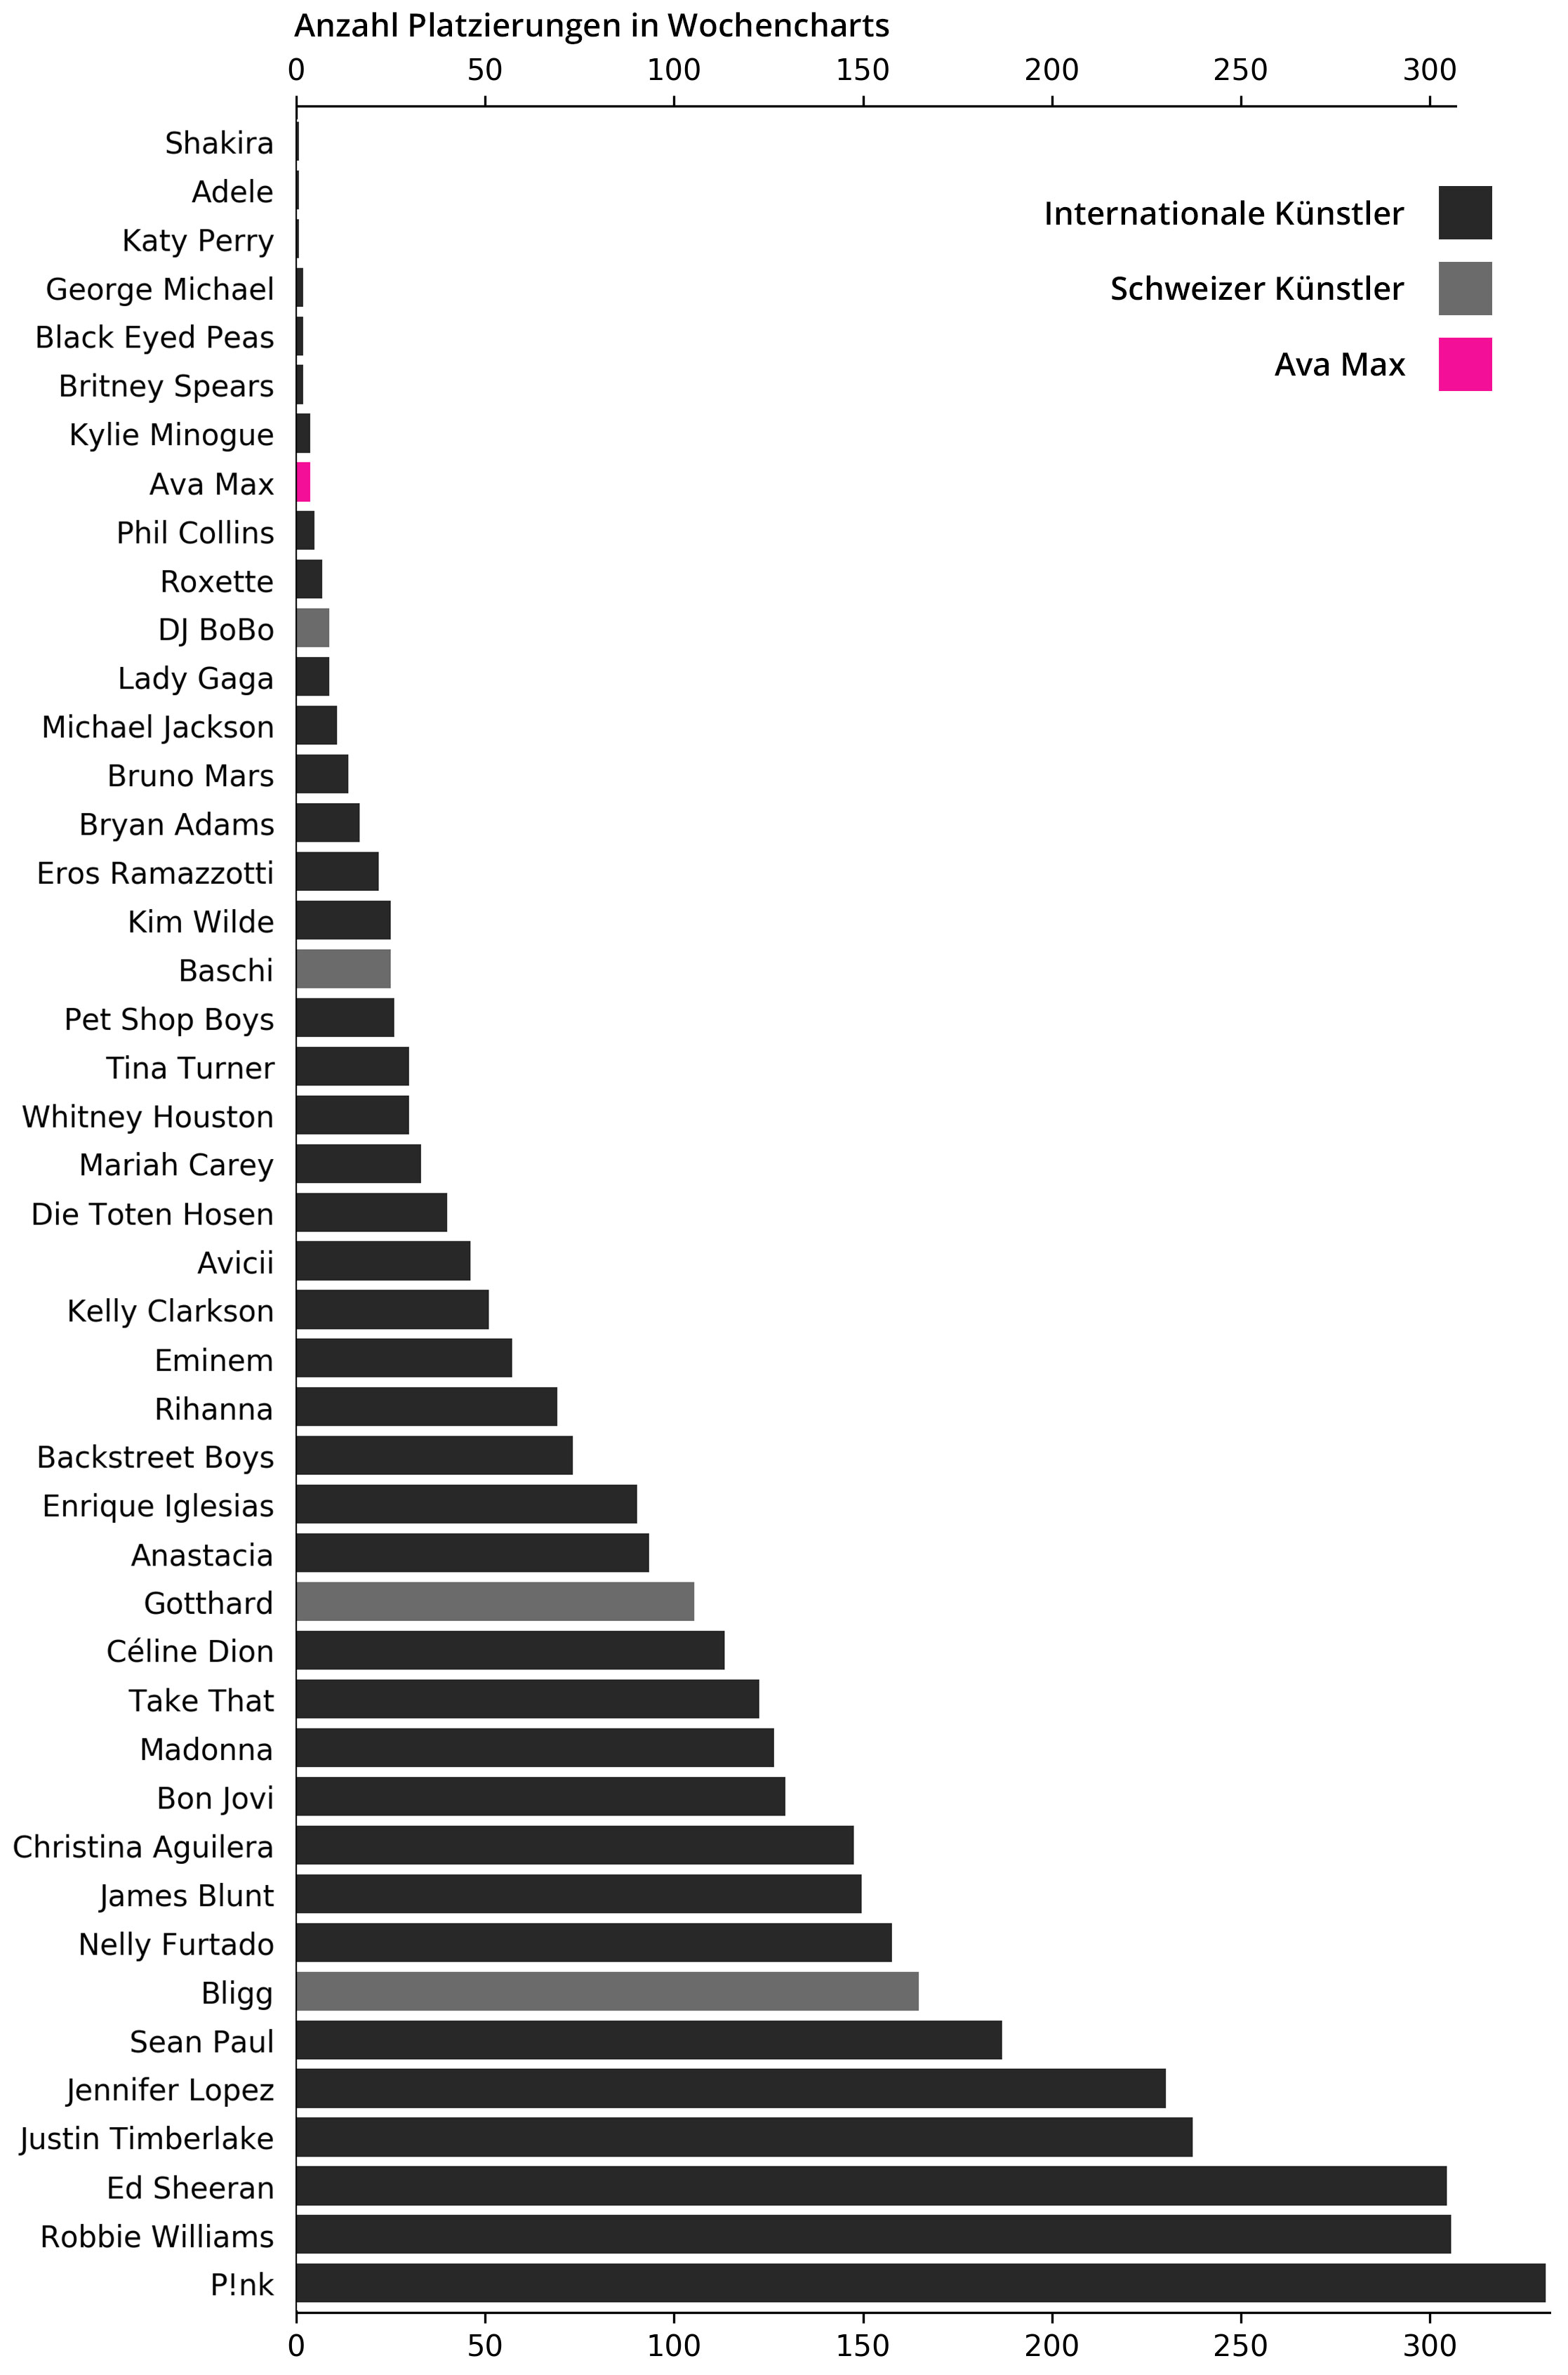 Anzahl Platzierungen in Wochencharts
0 50 100 150 200 250 300
Shakira
Adele
Internationale Künstler
Katy Perry
George Michael
Schweizer Künstler
Black Eyed Peas
Ava Max
Britney Spears
Kylie Minogue
Ava Max
Phil Collins
Roxette
DJ BoBo
Lady Gaga
Michael Jackson
Bruno Mars
Bryan Adams
Eros Ramazzotti
Kim Wilde
Baschi
Pet Shop Boys
Tina Turner
Whitney Houston
Mariah Carey
Die Toten Hosen
Avicii
Kelly Clarkson
Eminem
Rihanna
Backstreet Boys
Enrique Iglesias
Anastacia
Gotthard
Céline Dion
Take That
Madonna
Bon Jovi
Christina Aguilera
James Blunt
Nelly Furtado
Bligg
Sean Paul
Jennifer Lopez
Justin Timberlake
Ed Sheeran
Robbie Williams
P!nk
0 50 100 150 200 250 300